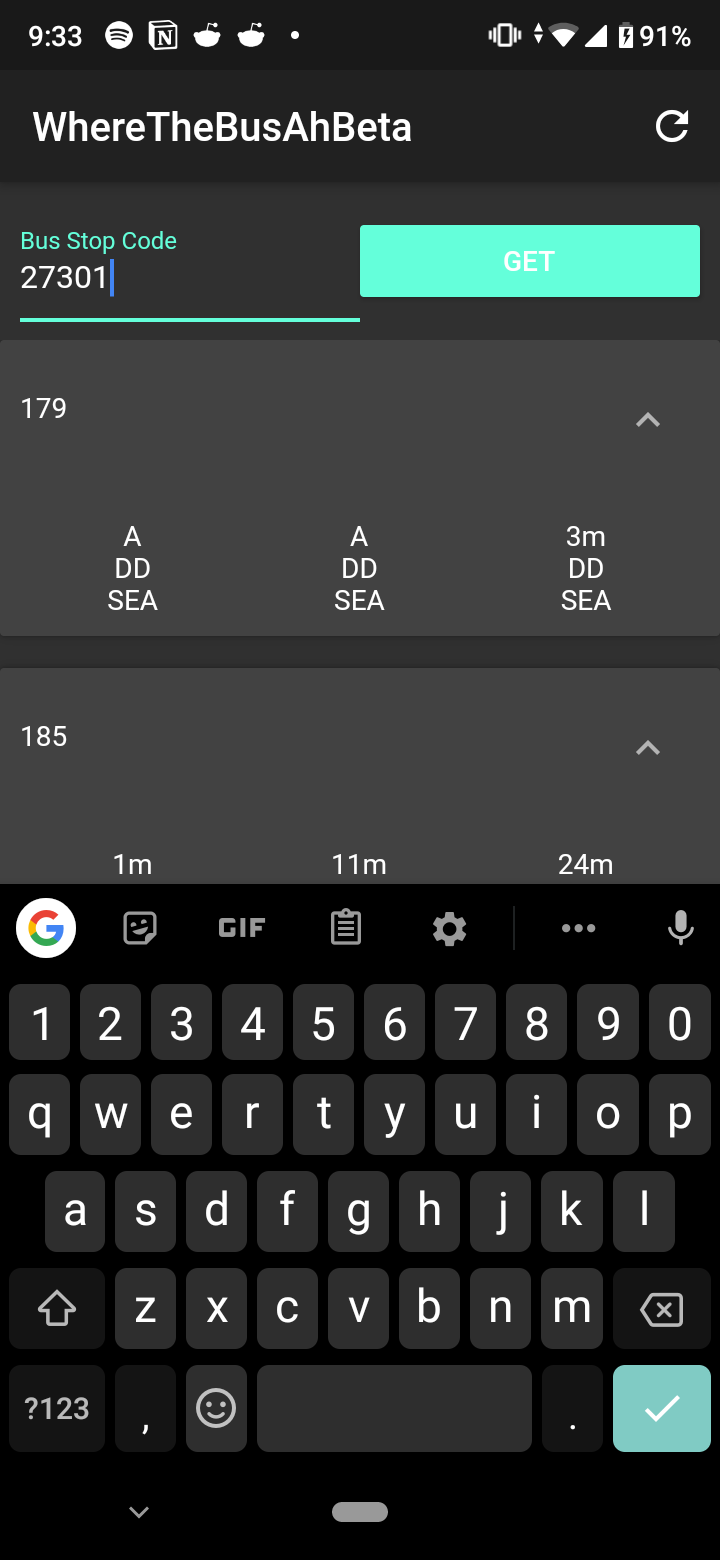 9:33
91%
WhereTheBusAhBeta
Bus Stop Code
27301
GET
179
A A 3m
DD DD DD
SEA SEA SEA
185
1m 11m 24m
G GIF
1 2 3 4 5 6 7 8 9 0
q w e r t y u i o p
a s d f g h j k l
z x c v b n m
?123 , .